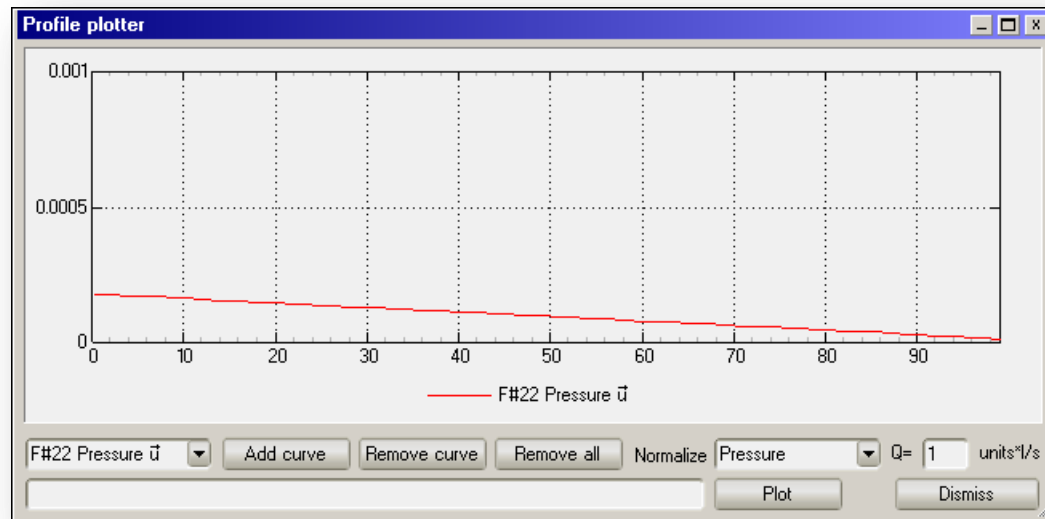 Profile plotter
0.001
0.0005
0
0 10 20 30 40 50 60 70 80 90
F#22 Pressure u⃗
F#22 Pressure u⃗ Add curve Remove curve Remove all Normalize Pressure Q= 1 units*l/s
Plot Dismiss